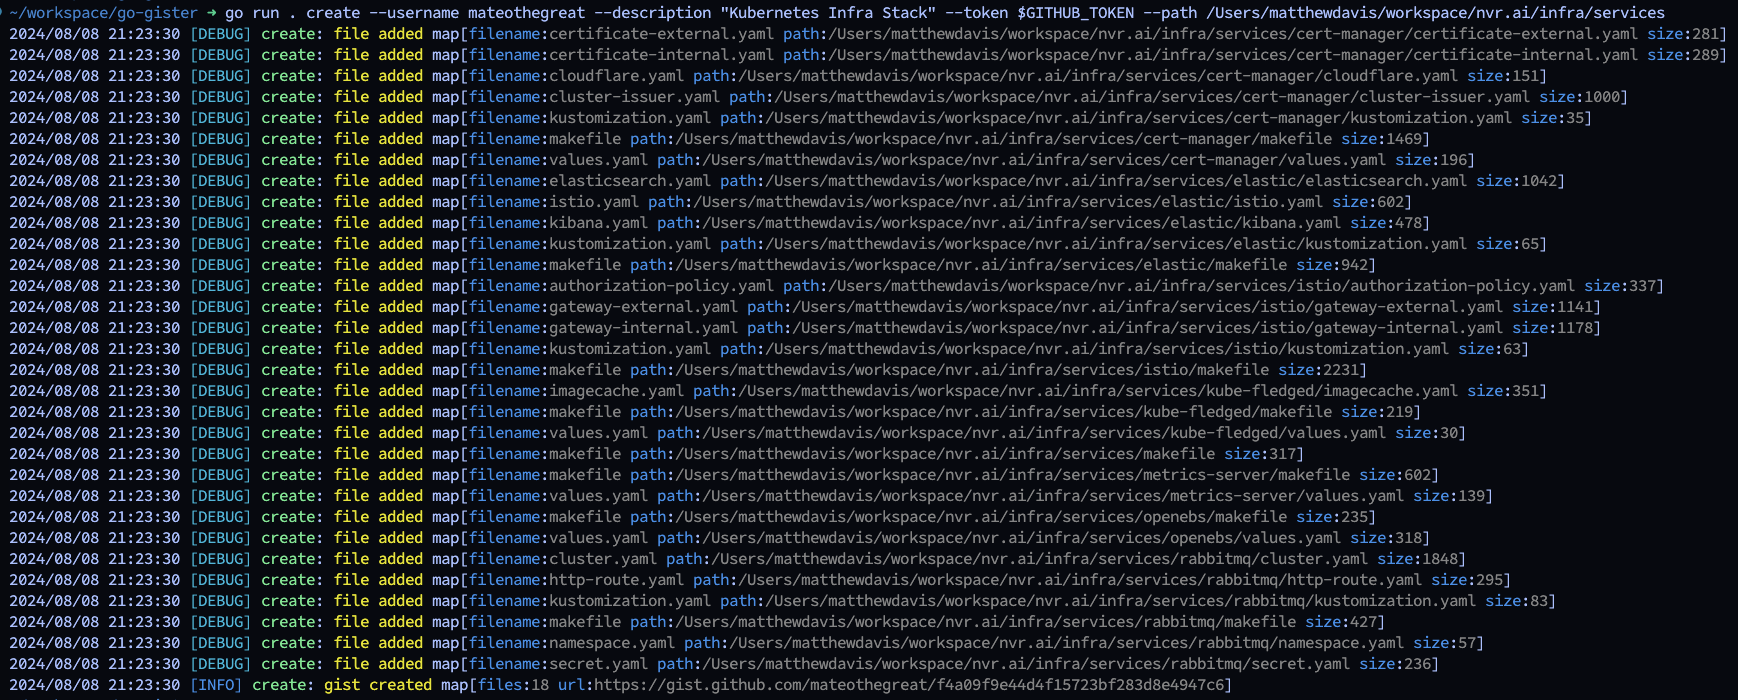 ~/workspace/go-gister ➜ go run . create --username mateothegreat --description "Kubernetes Infra Stack" --token $GITHUB_TOKEN --path /Users/matthewdavis/workspace/nvr.ai/infra/services
2024/08/08 21:23:30 [DEBUG] create: file added map[filename:certificate-external.yaml path:/Users/matthewdavis/workspace/nvr.ai/infra/services/cert-manager/certificate-external.yaml size:281]
2024/08/08 21:23:30 [DEBUG] create: file added map[filename:certificate-internal.yaml path:/Users/matthewdavis/workspace/nvr.ai/infra/services/cert-manager/certificate-internal.yaml size:289]
2024/08/08 21:23:30 [DEBUG] create: file added map[filename:cloudflare.yaml path:/Users/matthewdavis/workspace/nvr.ai/infra/services/cert-manager/cloudflare.yaml size:151]
2024/08/08 21:23:30 [DEBUG] create: file added map[filename:cluster-issuer.yaml path:/Users/matthewdavis/workspace/nvr.ai/infra/services/cert-manager/cluster-issuer.yaml size:1000]
2024/08/08 21:23:30 [DEBUG] create: file added map[filename:kustomization.yaml path:/Users/matthewdavis/workspace/nvr.ai/infra/services/cert-manager/kustomization.yaml size:35]
2024/08/08 21:23:30 [DEBUG] create: file added map[filename:makefile path:/Users/matthewdavis/workspace/nvr.ai/infra/services/cert-manager/makefile size:1469]
2024/08/08 21:23:30 [DEBUG] create: file added map[filename:values.yaml path:/Users/matthewdavis/workspace/nvr.ai/infra/services/cert-manager/values.yaml size:196]
2024/08/08 21:23:30 [DEBUG] create: file added map[filename:elasticsearch.yaml path:/Users/matthewdavis/workspace/nvr.ai/infra/services/elastic/elasticsearch.yaml size:1042]
2024/08/08 21:23:30 [DEBUG] create: file added map[filename:istio.yaml path:/Users/matthewdavis/workspace/nvr.ai/infra/services/elastic/istio.yaml size:602]
2024/08/08 21:23:30 [DEBUG] create: file added map[filename:kibana.yaml path:/Users/matthewdavis/workspace/nvr.ai/infra/services/elastic/kibana.yaml size:478]
2024/08/08 21:23:30 [DEBUG] create: file added map[filename:kustomization.yaml path:/Users/matthewdavis/workspace/nvr.ai/infra/services/elastic/kustomization.yaml size:65]
2024/08/08 21:23:30 [DEBUG] create: file added map[filename:makefile path:/Users/matthewdavis/workspace/nvr.ai/infra/services/elastic/makefile size:942]
2024/08/08 21:23:30 [DEBUG] create: file added map[filename:authorization-policy.yaml path:/Users/matthewdavis/workspace/nvr.ai/infra/services/istio/authorization-policy.yaml size:337]
2024/08/08 21:23:30 [DEBUG] create: file added map[filename:gateway-external.yaml path:/Users/matthewdavis/workspace/nvr.ai/infra/services/istio/gateway-external.yaml size:1141]
2024/08/08 21:23:30 [DEBUG] create: file added map[filename:gateway-internal.yaml path:/Users/matthewdavis/workspace/nvr.ai/infra/services/istio/gateway-internal.yaml size:1178]
2024/08/08 21:23:30 [DEBUG] create: file added map[filename:kustomization.yaml path:/Users/matthewdavis/workspace/nvr.ai/infra/services/istio/kustomization.yaml size:63]
2024/08/08 21:23:30 [DEBUG] create: file added map[filename:makefile path:/Users/matthewdavis/workspace/nvr.ai/infra/services/istio/makefile size:2231]
2024/08/08 21:23:30 [DEBUG] create: file added map[filename:imagecache.yaml path:/Users/matthewdavis/workspace/nvr.ai/infra/services/kube-fledged/imagecache.yaml size:351]
2024/08/08 21:23:30 [DEBUG] create: file added map[filename:makefile path:/Users/matthewdavis/workspace/nvr.ai/infra/services/kube-fledged/makefile size:219]
2024/08/08 21:23:30 [DEBUG] create: file added map[filename:values.yaml path:/Users/matthewdavis/workspace/nvr.ai/infra/services/kube-fledged/values.yaml size:30]
2024/08/08 21:23:30 [DEBUG] create: file added map[filename:makefile path:/Users/matthewdavis/workspace/nvr.ai/infra/services/makefile size:317]
2024/08/08 21:23:30 [DEBUG] create: file added map[filename:makefile path:/Users/matthewdavis/workspace/nvr.ai/infra/services/metrics-server/makefile size:602]
2024/08/08 21:23:30 [DEBUG] create: file added map[filename:values.yaml path:/Users/matthewdavis/workspace/nvr.ai/infra/services/metrics-server/values.yaml size:139]
2024/08/08 21:23:30 [DEBUG] create: file added map[filename:makefile path:/Users/matthewdavis/workspace/nvr.ai/infra/services/openebs/makefile size:235]
2024/08/08 21:23:30 [DEBUG] create: file added map[filename:values.yaml path:/Users/matthewdavis/workspace/nvr.ai/infra/services/openebs/values.yaml size:318]
2024/08/08 21:23:30 [DEBUG] create: file added map[filename:cluster.yaml path:/Users/matthewdavis/workspace/nvr.ai/infra/services/rabbitmq/cluster.yaml size:1848]
2024/08/08 21:23:30 [DEBUG] create: file added map[filename:http-route.yaml path:/Users/matthewdavis/workspace/nvr.ai/infra/services/rabbitmq/http-route.yaml size:295]
2024/08/08 21:23:30 [DEBUG] create: file added map[filename:kustomization.yaml path:/Users/matthewdavis/workspace/nvr.ai/infra/services/rabbitmq/kustomization.yaml size:83]
2024/08/08 21:23:30 [DEBUG] create: file added map[filename:makefile path:/Users/matthewdavis/workspace/nvr.ai/infra/services/rabbitmq/makefile size:427]
2024/08/08 21:23:30 [DEBUG] create: file added map[filename:namespace.yaml path:/Users/matthewdavis/workspace/nvr.ai/infra/services/rabbitmq/namespace.yaml size:57]
2024/08/08 21:23:30 [DEBUG] create: file added map[filename:secret.yaml path:/Users/matthewdavis/workspace/nvr.ai/infra/services/rabbitmq/secret.yaml size:236]
2024/08/08 21:23:30 [INFO] create: gist created map[files:18 url:https://gist.github.com/mateothegreat/f4a09f9e44d4f15723bf283d8e4947c6]